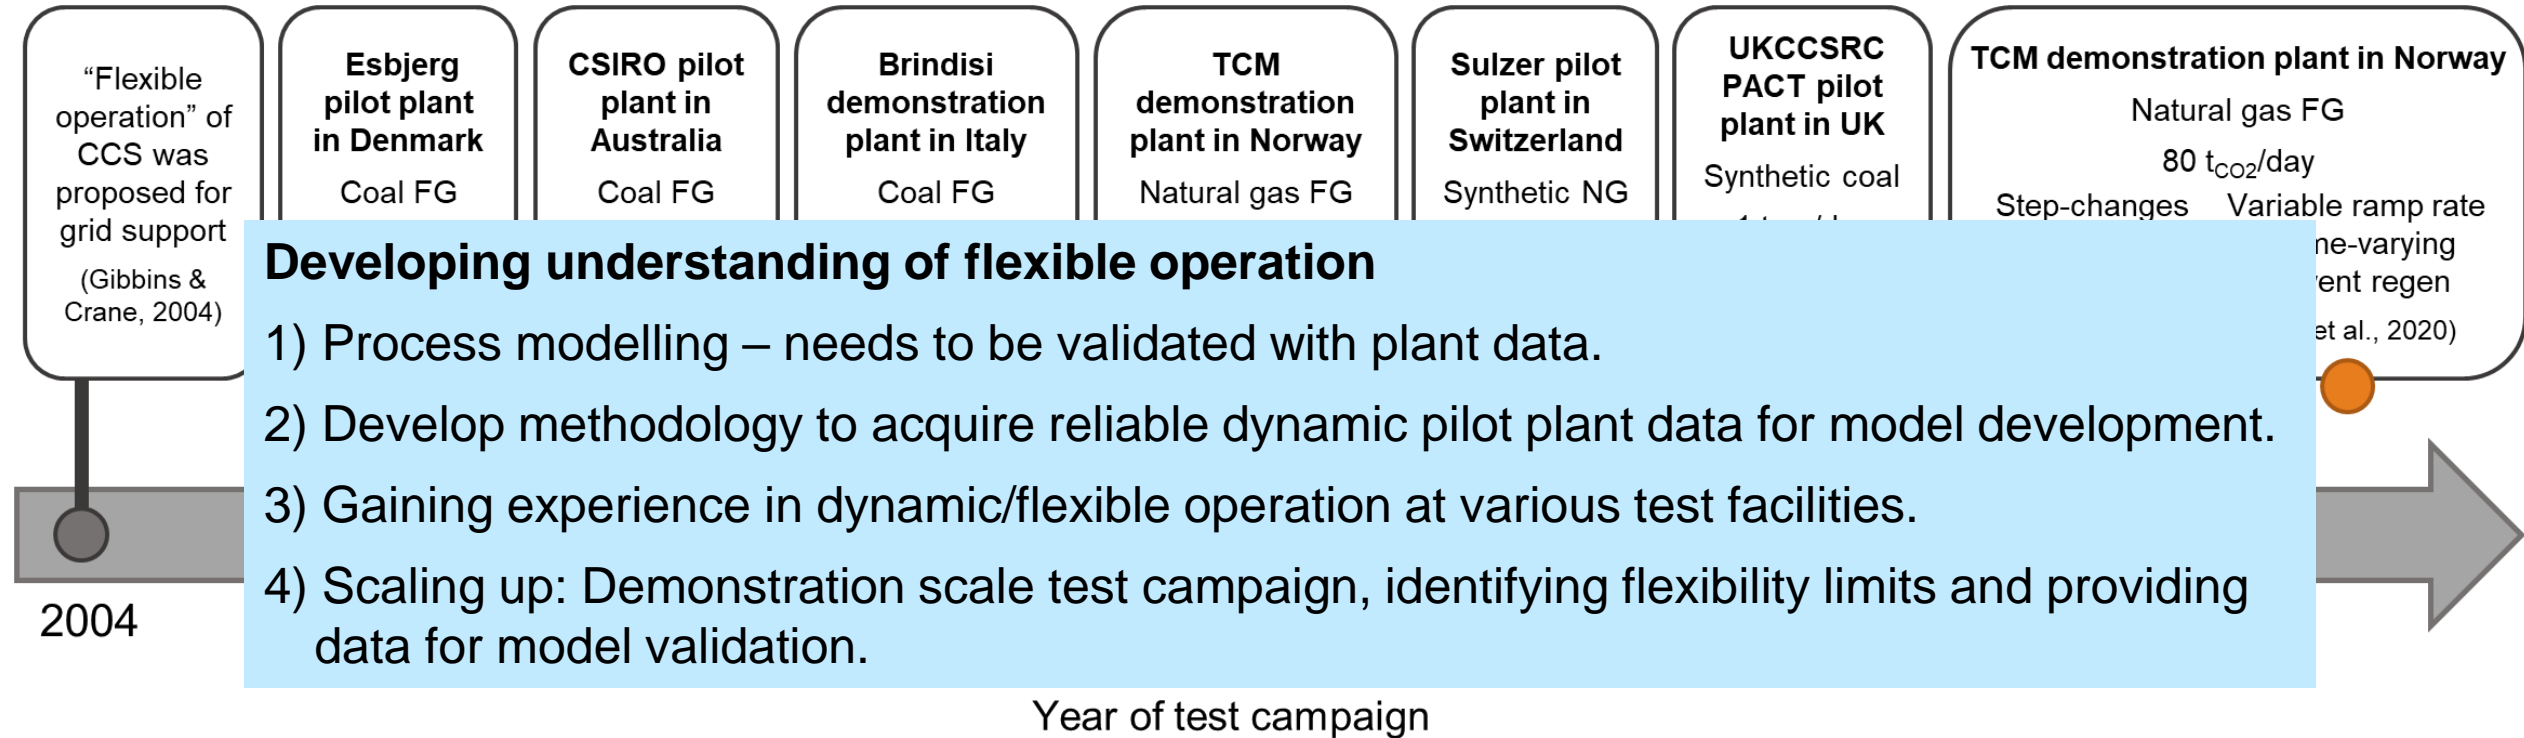 “Flexible
operation” of
CCS was
proposed for
grid support
(Gibbins &
Crane, 2004)
Esbjerg
pilot plant
in Denmark
Coal FG
CSIRO pilot
plant in
Australia
Coal FG
Brindisi
demonstration
plant in Italy
Coal FG
TCM
demonstration
plant in Norway
Natural gas FG
Sulzer pilot
plant in
Switzerland
Synthetic NG
UKCCSRC
PACT pilot
plant in UK
Synthetic coal
TCM demonstration plant in Norway
Natural gas FG
80 tCO2/day
Step-changes
Variable ramp rate
regen
et al., 2020)
Developing understanding of flexible operation
1) Process modelling – needs to be validated with plant data.
2) Develop methodology to acquire reliable dynamic pilot plant data for model development.
3) Gaining experience in dynamic/flexible operation at various test facilities.
4) Scaling up: Demonstration scale test campaign, identifying flexibility limits and providing
data for model validation.
2004
Year of test campaign